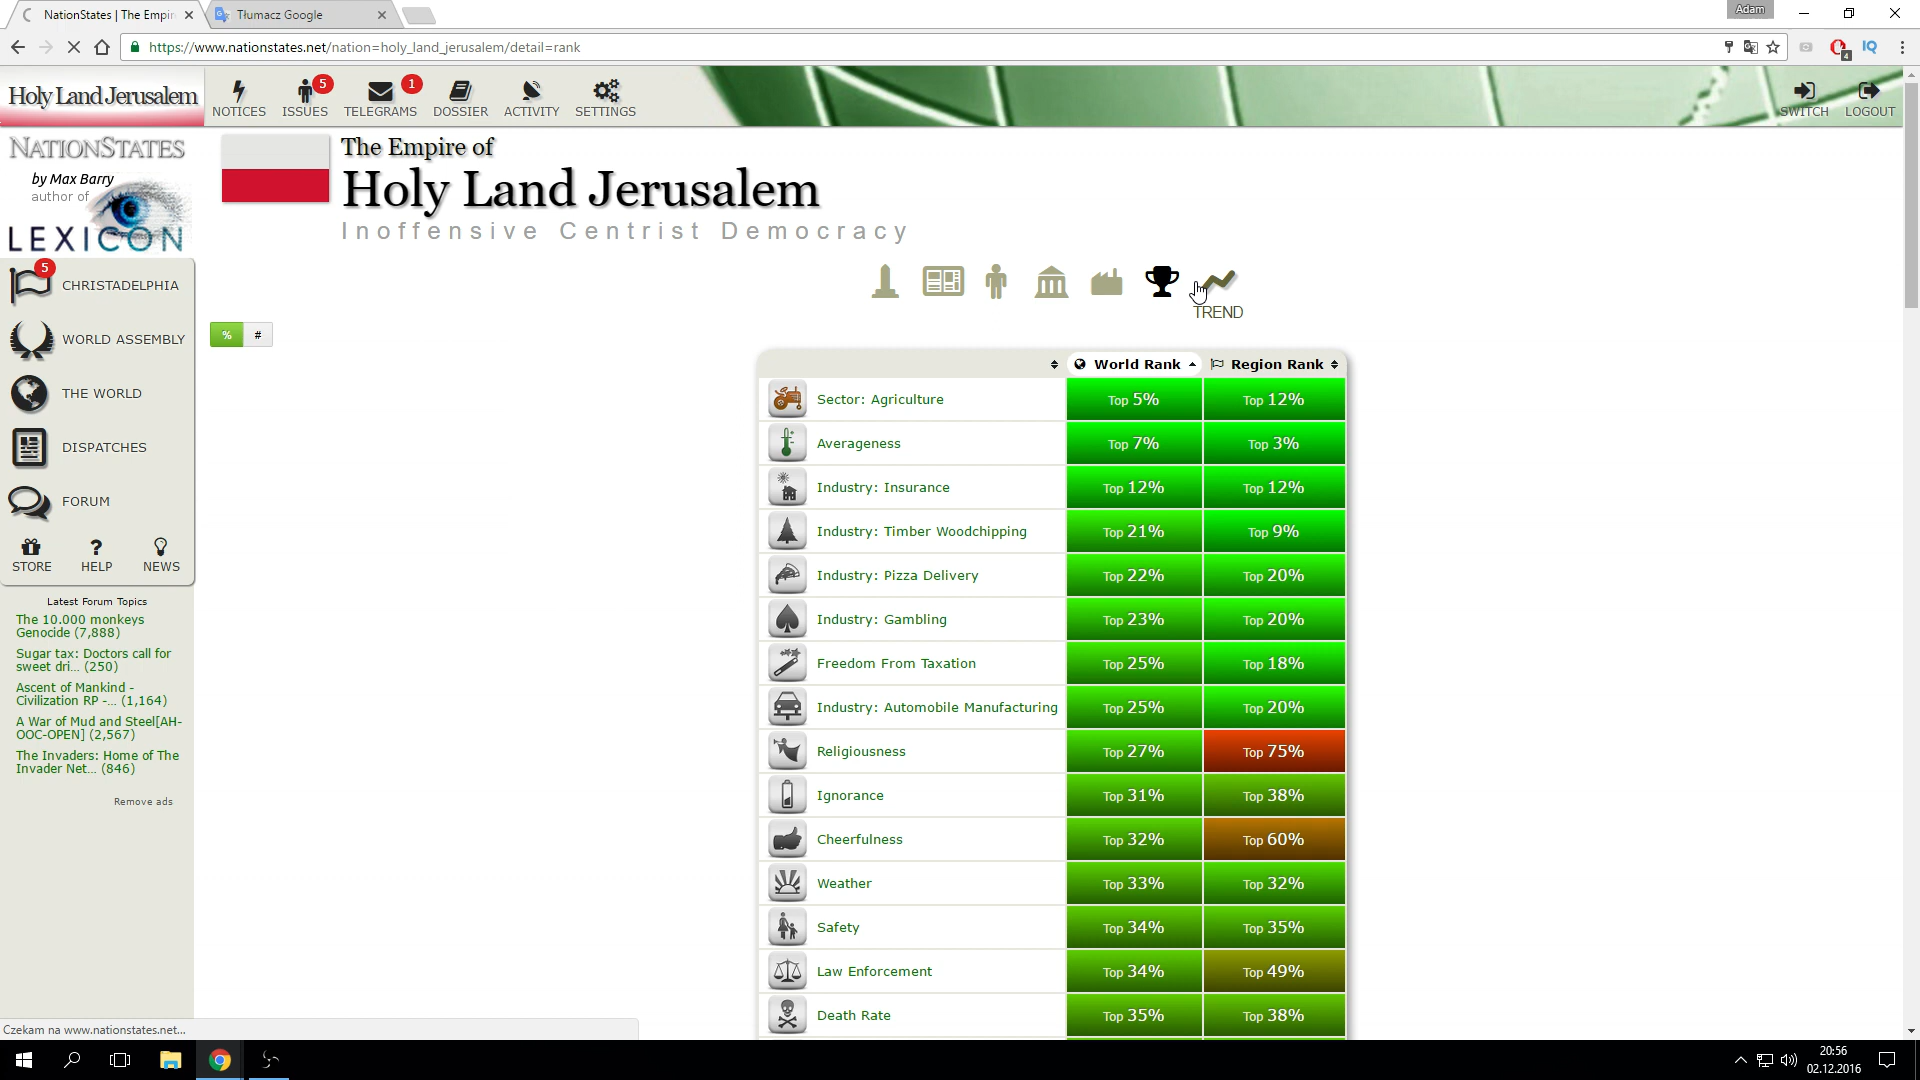 NationStates | The Empir
Tłumacz Google
Adam
https://www.nationstates.net/nation=holy_land_jerusalem/detail=rank
IQ
4
Holy Land Jerusalem
NOTICES
5
ISSUES
1
TELEGRAMS
DOSSIER
ACTIVITY
SETTINGS
SWITCH
LOGOUT
NATIONSTATES
by Max Barry
author of
LEXICON
5
CHRISTADELPHIA
WORLD ASSEMBLY
THE WORLD
DISPATCHES
FORUM
STORE
HELP
NEWS
Latest Forum Topics
The 10.000 monkeys
Genocide (7,888)
Sugar tax: Doctors call for
sweet dri... (250)
Ascent of Mankind -
Civilization RP -... (1,164)
A War of Mud and Steel[AH-
OOC-OPEN] (2,567)
The Invaders: Home of The
Invader Net... (846)
Remove ads
The Empire of
Holy Land Jerusalem
Inoffensive Centrist Democracy
TREND
% #
World Rank Region Rank
Sector: Agriculture Top 5% Top 12%
Averageness Top 7% Top 3%
Industry: Insurance Top 12% Top 12%
Industry: Timber Woodchipping Top 21% Top 9%
Industry: Pizza Delivery Top 22% Top 20%
Industry: Gambling Top 23% Top 20%
Freedom From Taxation Top 25% Top 18%
Industry: Automobile Manufacturing Top 25% Top 20%
Religiousness Top 27% Top 75%
Ignorance Top 31% Top 38%
Cheerfulness Top 32% Top 60%
Weather Top 33% Top 32%
Safety Top 34% Top 35%
Law Enforcement Top 34% Top 49%
Death Rate Top 35% Top 38%
Czekam na www.nationstates.net...
20:56
02.12.2016